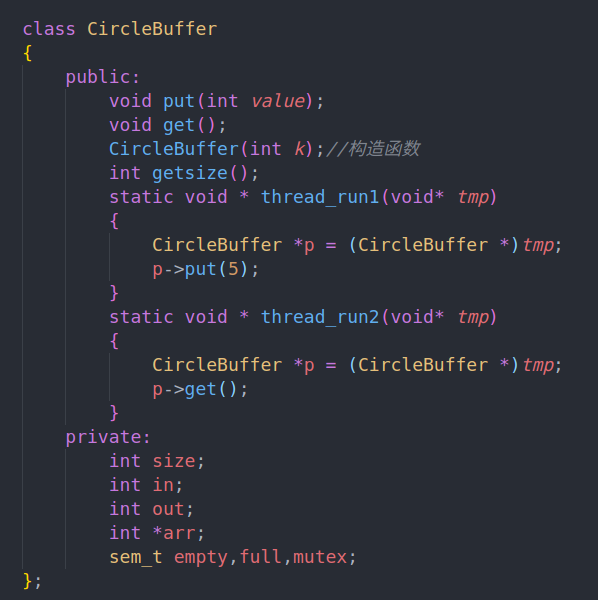 class CircleBuffer
{
    public:
        void put(int value);
        void get();
        CircleBuffer(int k);//构造函数
        int getsize();
        static void * thread_run1(void* tmp)
        {
            CircleBuffer *p = (CircleBuffer *)tmp;
            p->put(5);
        }
        static void * thread_run2(void* tmp)
        {
            CircleBuffer *p = (CircleBuffer *)tmp;
            p->get();
        }
    private:
        int size;
        int in;
        int out;
        int *arr;
        sem_t empty,full,mutex;
};